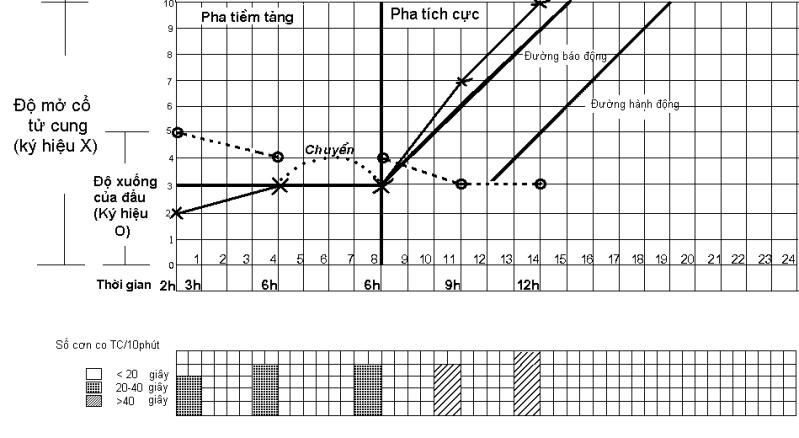 10
Pha tiềm tàng
Pha tích cực
9
8
Đường báo động
7
6
Đường hành động
Độ mở cổ
tử cung
(ký hiệu X)
5
Chuyển
4
Độ xuống
của đầu
(Ký hiệu
O)
3
2
1
0
1 2 3 4 5 6 7 8 9 10 11 12 13 14 15 16 17 18 19 20 21 22 23 24
Thời gian 2h 3h 6h 6h 9h 12h
Số cơn co TC/10phút
< 20 giây
20-40 giây
>40 giây